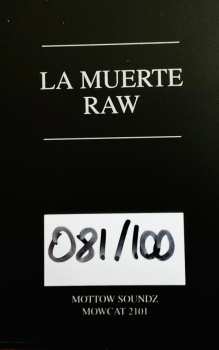 LA MUERTE
RAW
081/100
MOTTOW SOUNDZ
MOWCAT 2101